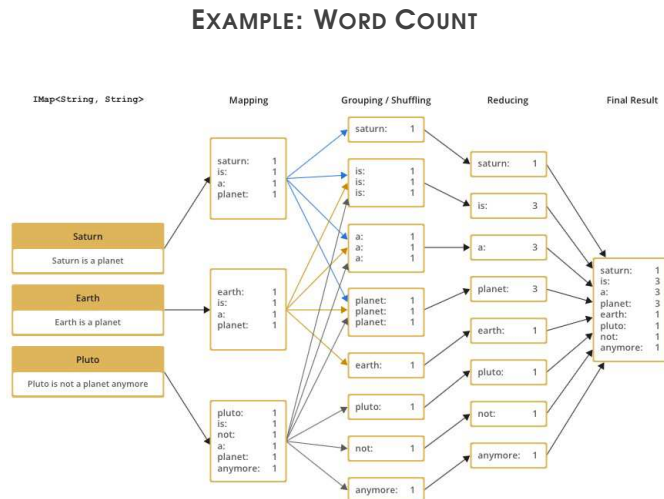 EXAMPLE: WORD COUNT
IMap<String, String>
Mapping
Grouping / Shuffling
Reducing
Final Result
Saturn
Saturn is a planet
Earth
Earth is a planet
Pluto
Pluto is not a planet anymore
saturn: 1
is: 1
a: 1
planet: 1
earth: 1
is: 1
a: 1
planet: 1
pluto: 1
is: 1
not: 1
a: 1
planet: 1
anymore: 1
saturn: 1
is: 1
is: 1
is: 1
a: 1
a: 1
a: 1
planet: 1
planet: 1
planet: 1
earth: 1
pluto: 1
not: 1
anymore: 1
saturn: 1
is: 3
a: 3
planet: 3
earth: 1
pluto: 1
not: 1
anymore: 1
saturn: 1
is: 3
a: 3
planet: 3
earth: 1
pluto: 1
not: 1
anymore: 1